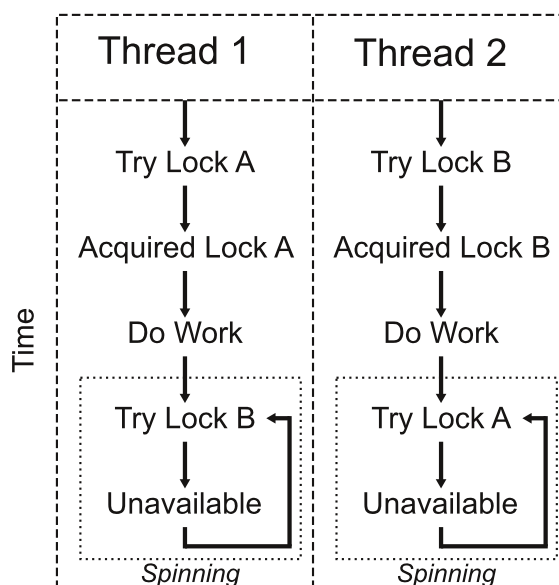 Thread 1
Thread 2
Time
Try Lock A
Acquired Lock A
Do Work
Try Lock B
Unavailable
Spinning
Try Lock B
Acquired Lock B
Do Work
Try Lock A
Unavailable
Spinning